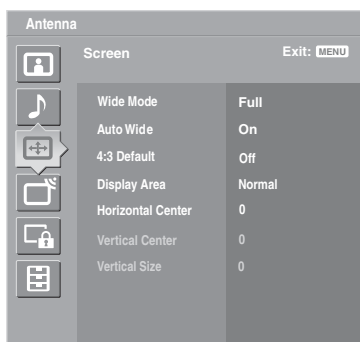 Antenna
Screen Exit: MENU
Wide Mode Full
Auto Wide On
4:3 Default Off
Display Area Normal
Horizontal Center 0
Vertical Center 0
Vertical Size 0